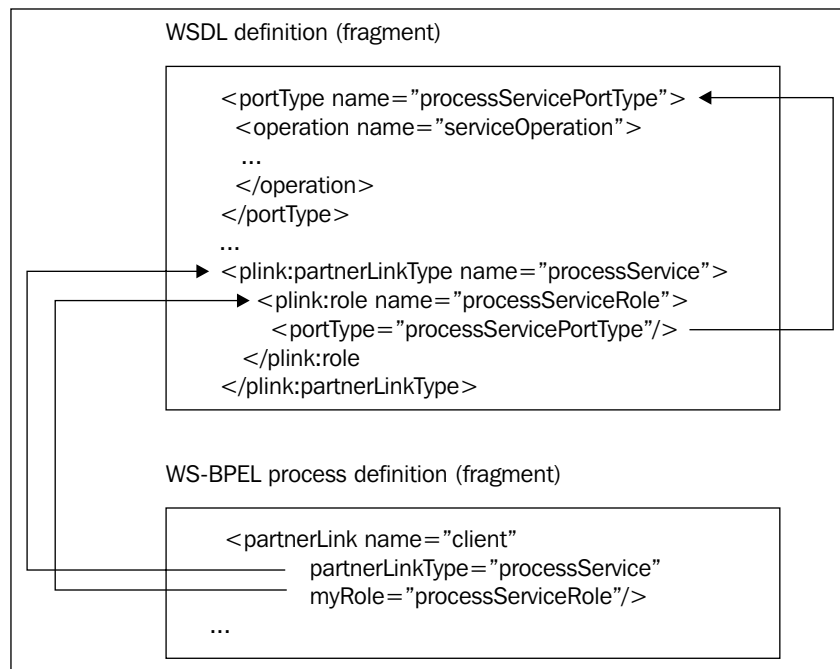 WSDL definition (fragment)
<portType name=”processServicePortType”>
<operation name=”serviceOperation”>
...
</operation>
</portType>
...
<plink:partnerLinkType name=”processService”>
<plink:role name=”processServiceRole”>
<portType=”processServicePortType”/>
</plink:role
</plink:partnerLinkType>
WS-BPEL process definition (fragment)
<partnerLink name=”client”
partnerLinkType=”processService”
myRole=”processServiceRole”/>
...